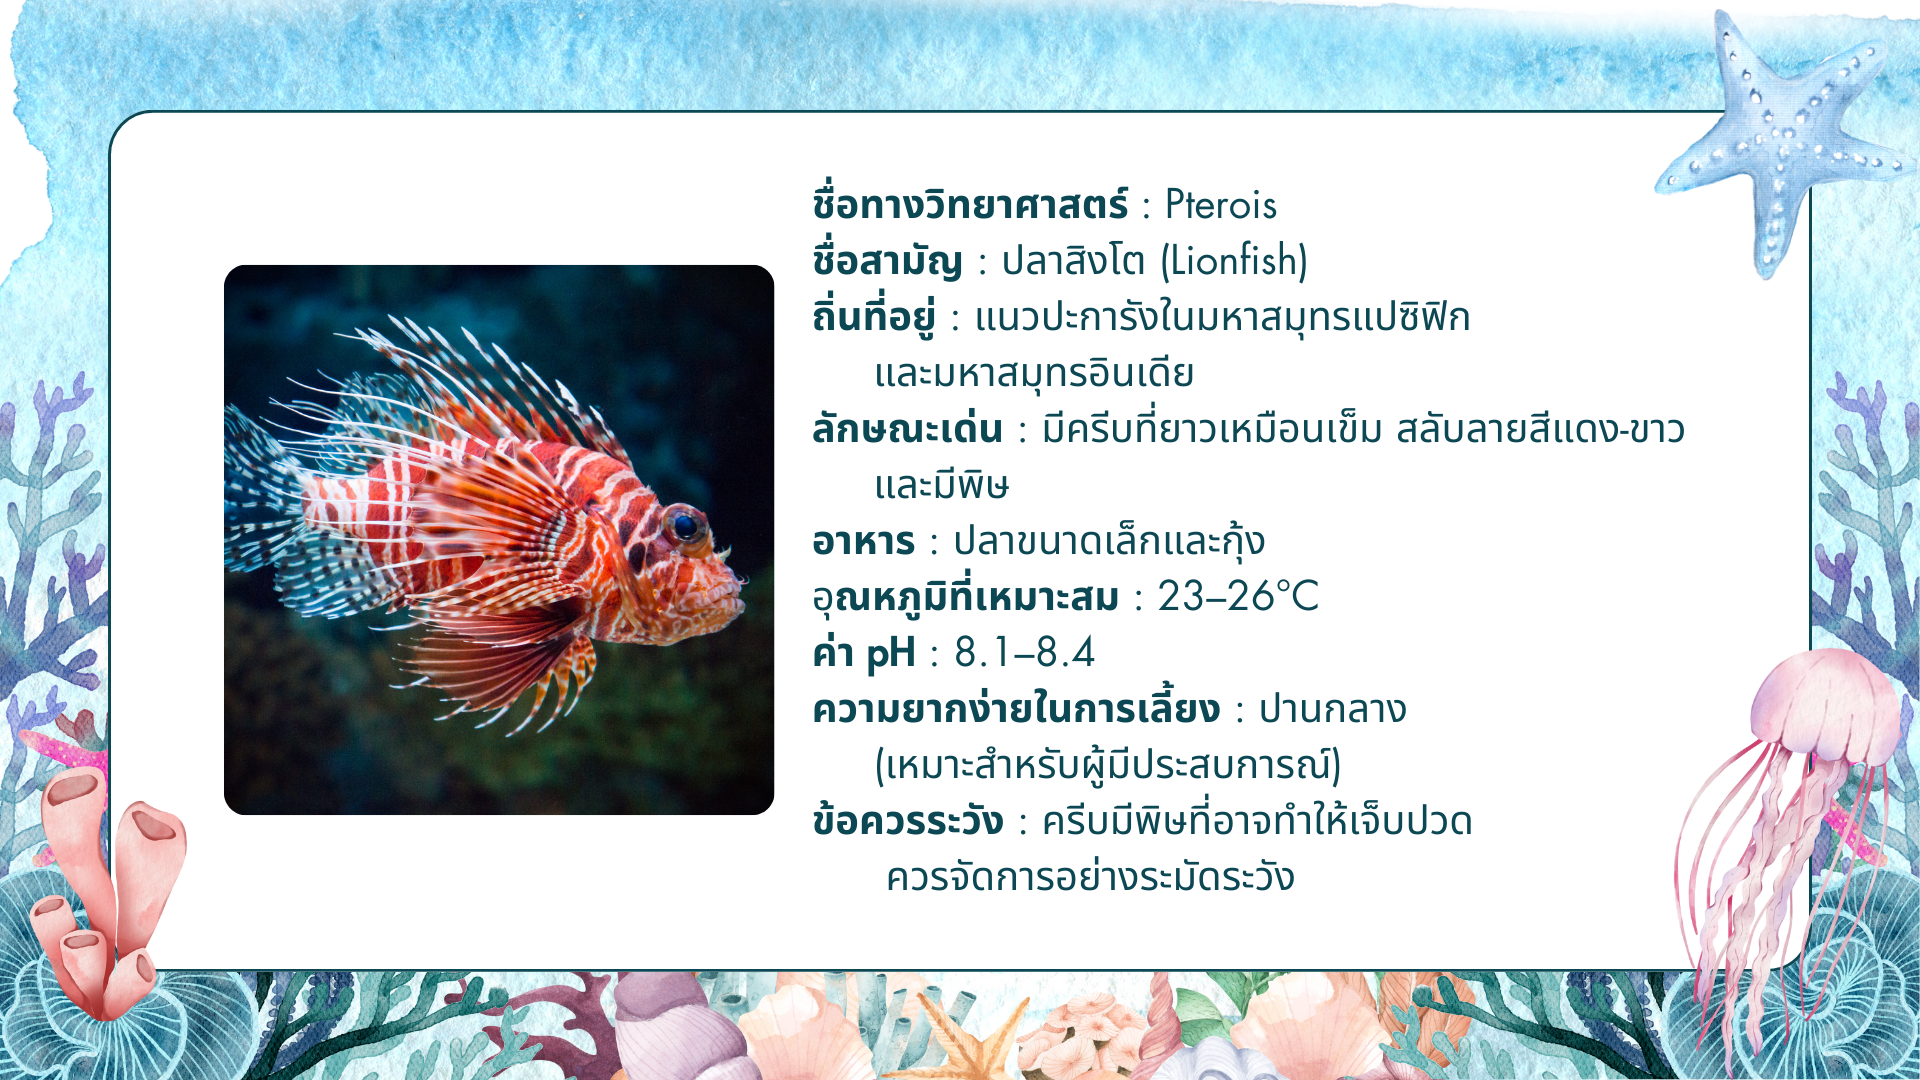 ชื่อทางวิทยาศาสตร์ : Pterois
ชื่อสามัญ : ปลาสิงโต (Lionfish)
ถิ่นที่อยู่ : แนวปะการังในมหาสมุทรแปซิฟิก
และมหาสมุทรอินเดีย
ลักษณะเด่น : มีครีบที่ยาวเหมือนเข็ม สลับลายสีแดง-ขาว
และมีพิษ
อาหาร : ปลาขนาดเล็กและกุ้ง
อุณหภูมิที่เหมาะสม : 23–26°C
ค่า pH : 8.1–8.4
ความยากง่ายในการเลี้ยง : ปานกลาง
(เหมาะสำหรับผู้มีประสบการณ์)
ข้อควรระวัง : ครีบมีพิษที่อาจทำให้เจ็บปวด
ควรจัดการอย่างระมัดระวัง